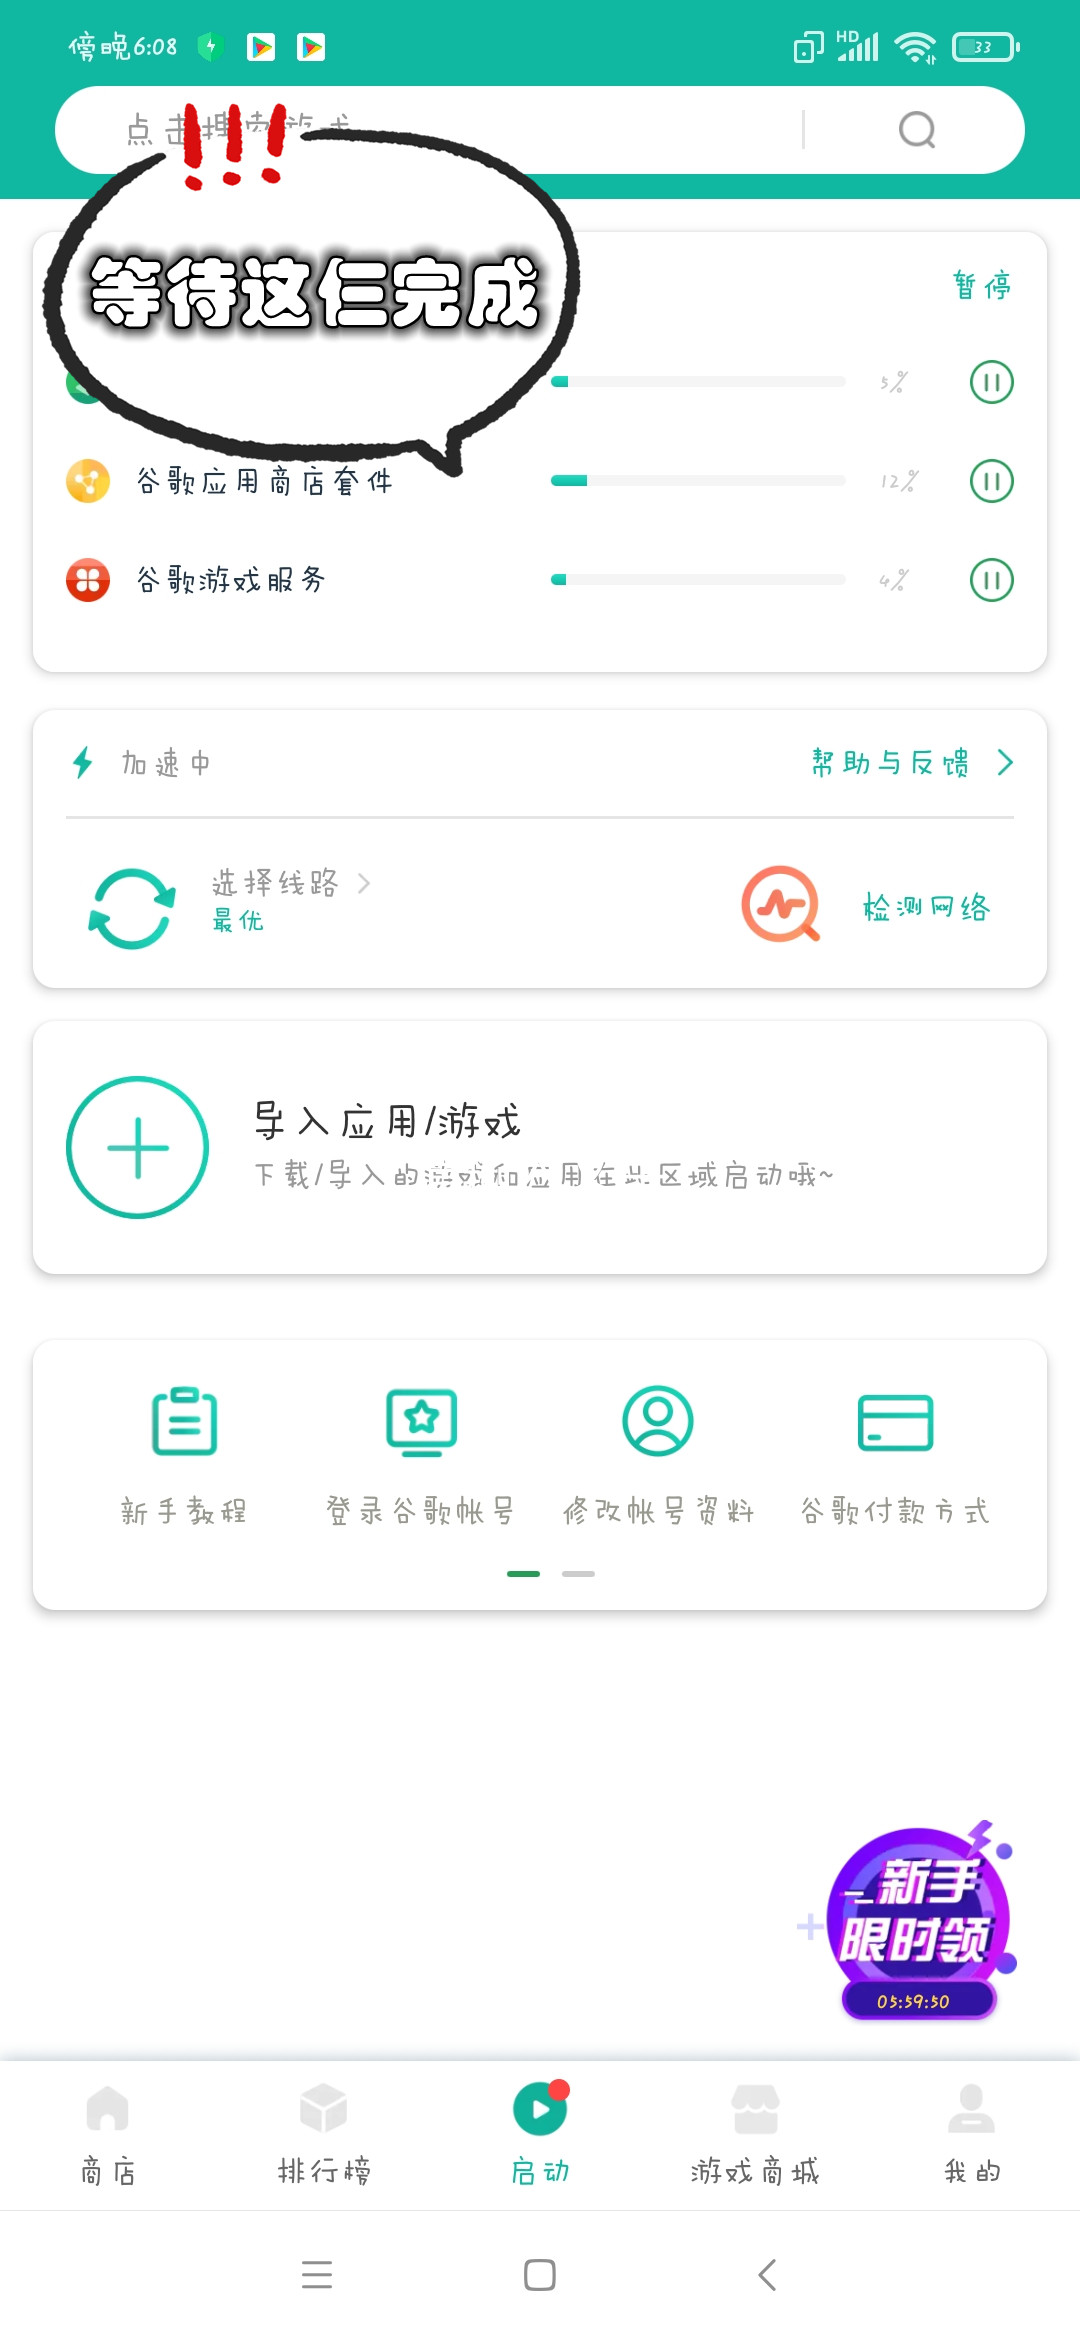 傍晚6:08
HD
33
点击搜索游戏
!!!
等待这仨完成
暂停
5%
谷歌应用商店套件
12%
谷歌游戏服务
4%
加速中
帮助与反馈
选择线路
最优
检测网络
导入应用/游戏
下载/导入的游戏和应用在此区域启动哦~
新手教程
登录谷歌帐号
修改帐号资料
谷歌付款方式
新手
限时领
05:59:50
商店
排行榜
启动
游戏商城
我的